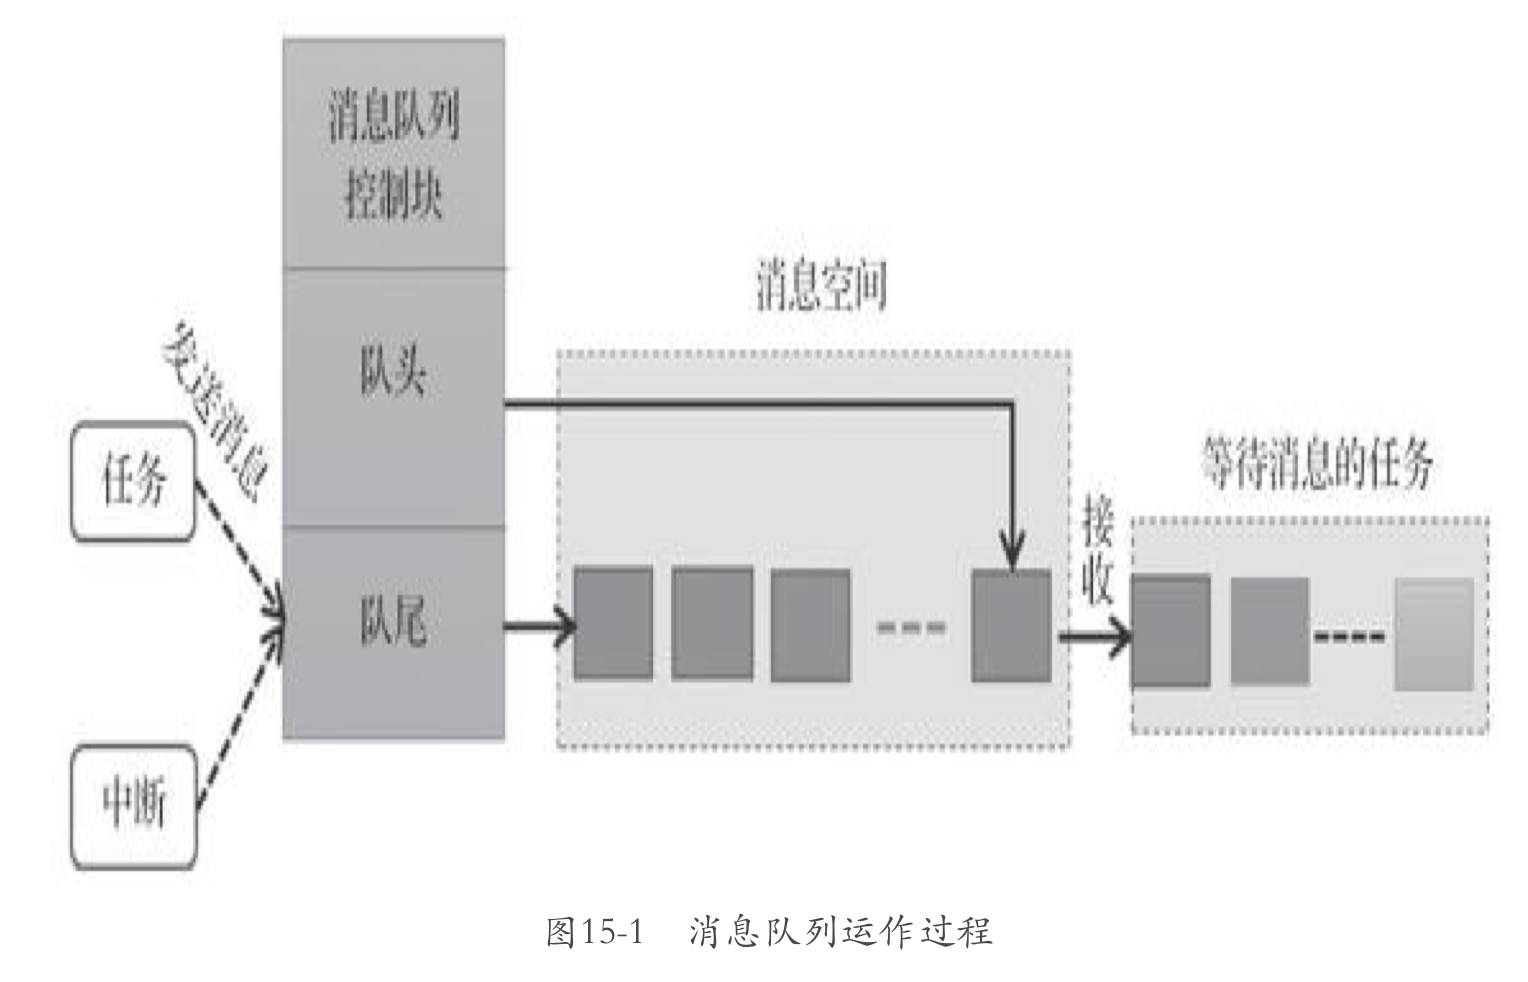 消息队列
控制块
队头
队尾
发送消息
任务
中断
消息空间
接收
等待消息的任务
图15-1 消息队列运作过程